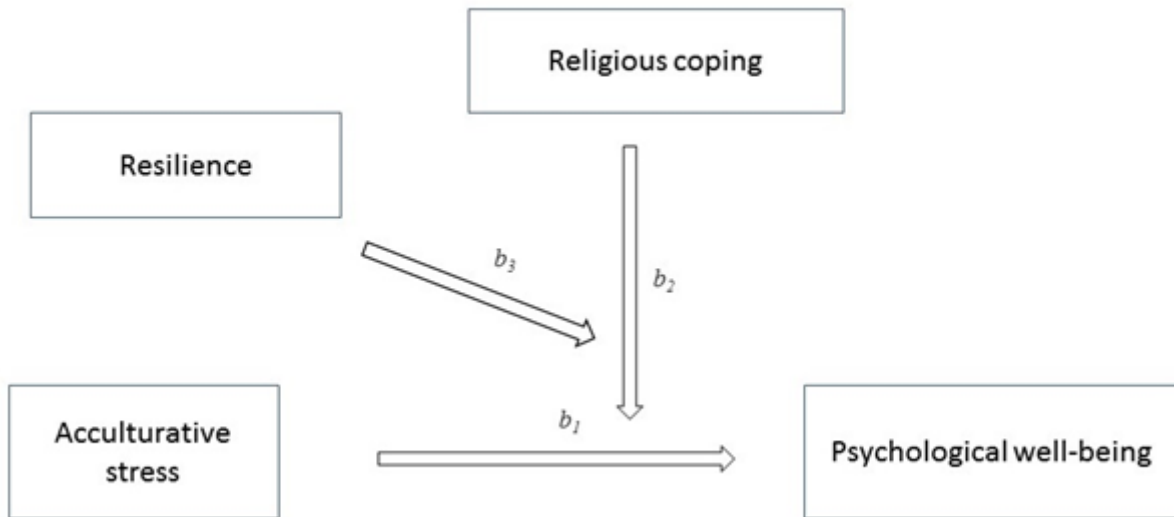 Religious coping
Resilience
b3
b2
b1
Acculturative
stress
Psychological well-being